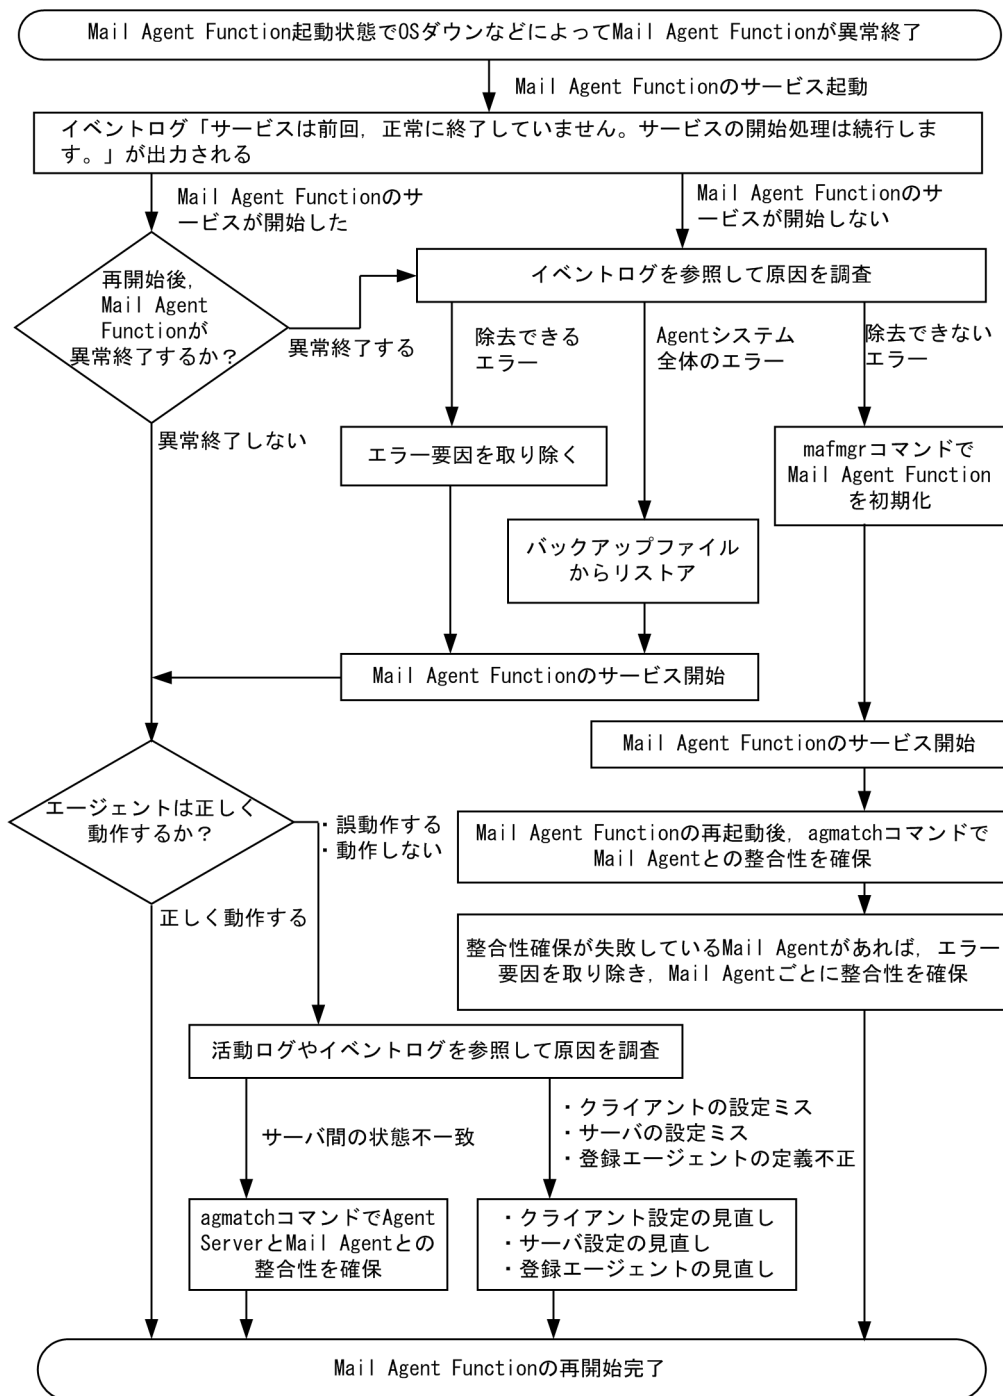 Mail Agent Function起動状態でOSダウンなどによってMail Agent Functionが異常終了
Mail Agent Functionのサービス起動
イベントログ「サービスは前回，正常に終了していません。サービスの開始処理は続行しま
す。」が出力される
Mail Agent Functionのサ
ービスが開始した
Mail Agent Functionのサ
ービスが開始しない
再開始後，
Mail Agent
Functionが
異常終了するか？
異常終了する
イベントログを参照して原因を調査
除去できる
エラー
Agentシステム
全体のエラー
除去できない
エラー
異常終了しない
エラー要因を取り除く
mafmgrコマンドで
Mail Agent Function
を初期化
バックアップファイル
からリストア
Mail Agent Functionのサービス開始
Mail Agent Functionのサービス開始
エージェントは正しく
動作するか？
・誤動作する
・動作しない
Mail Agent Functionの再起動後，agmatchコマンドで
Mail Agentとの整合性を確保
正しく動作する
整合性確保が失敗しているMail Agentがあれば，エラー
要因を取り除き，Mail Agentごとに整合性を確保
活動ログやイベントログを参照して原因を調査
サーバ間の状態不一致
・クライアントの設定ミス
・サーバの設定ミス
・登録エージェントの定義不正
agmatchコマンドでAgent
ServerとMail Agentとの
整合性を確保
・クライアント設定の見直し
・サーバ設定の見直し
・登録エージェントの見直し
Mail Agent Functionの再開始完了